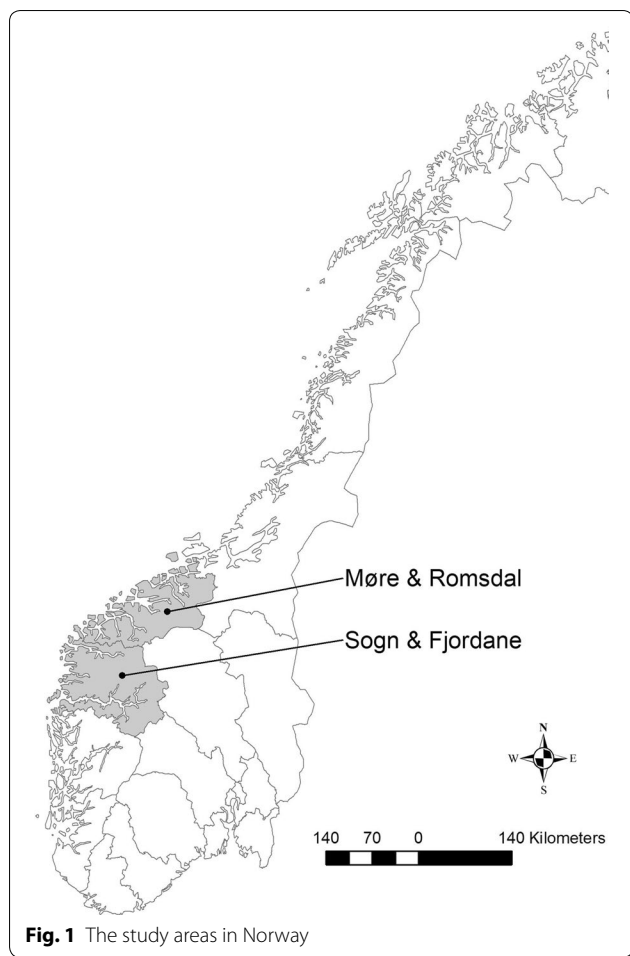 Møre & Romsdal
Sogn & Fjordane
N
W E
S
140 70 0 140 Kilometers
Fig. 1 The study areas in Norway